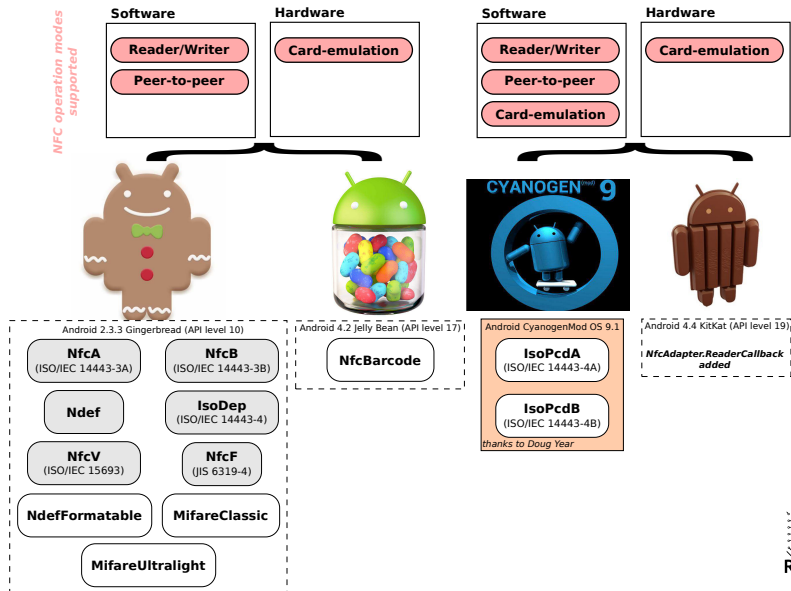 Software
Hardware
Software
Hardware
NFC operation modes
supported
Reader/Writer
Peer-to-peer
Card-emulation
Reader/Writer
Peer-to-peer
Card-emulation
Card-emulation
CYANOGEN(mod) 9
Android 2.3.3 Gingerbread (API level 10)
NfcA
(ISO/IEC 14443-3A)
NfcB
(ISO/IEC 14443-3B)
Ndef
IsoDep
(ISO/IEC 14443-4)
NfcV
(ISO/IEC 15693)
NfcF
(JIS 6319-4)
NdefFormatable
MifareClassic
MifareUltralight
Android 4.2 Jelly Bean (API level 17)
NfcBarcode
Android CyanogenMod OS 9.1
IsoPcdA
(ISO/IEC 14443-4A)
IsoPcdB
(ISO/IEC 14443-4B)
thanks to Doug Year
Android 4.4 KitKat (API level 19)
NfcAdapter.ReaderCallback
added
R